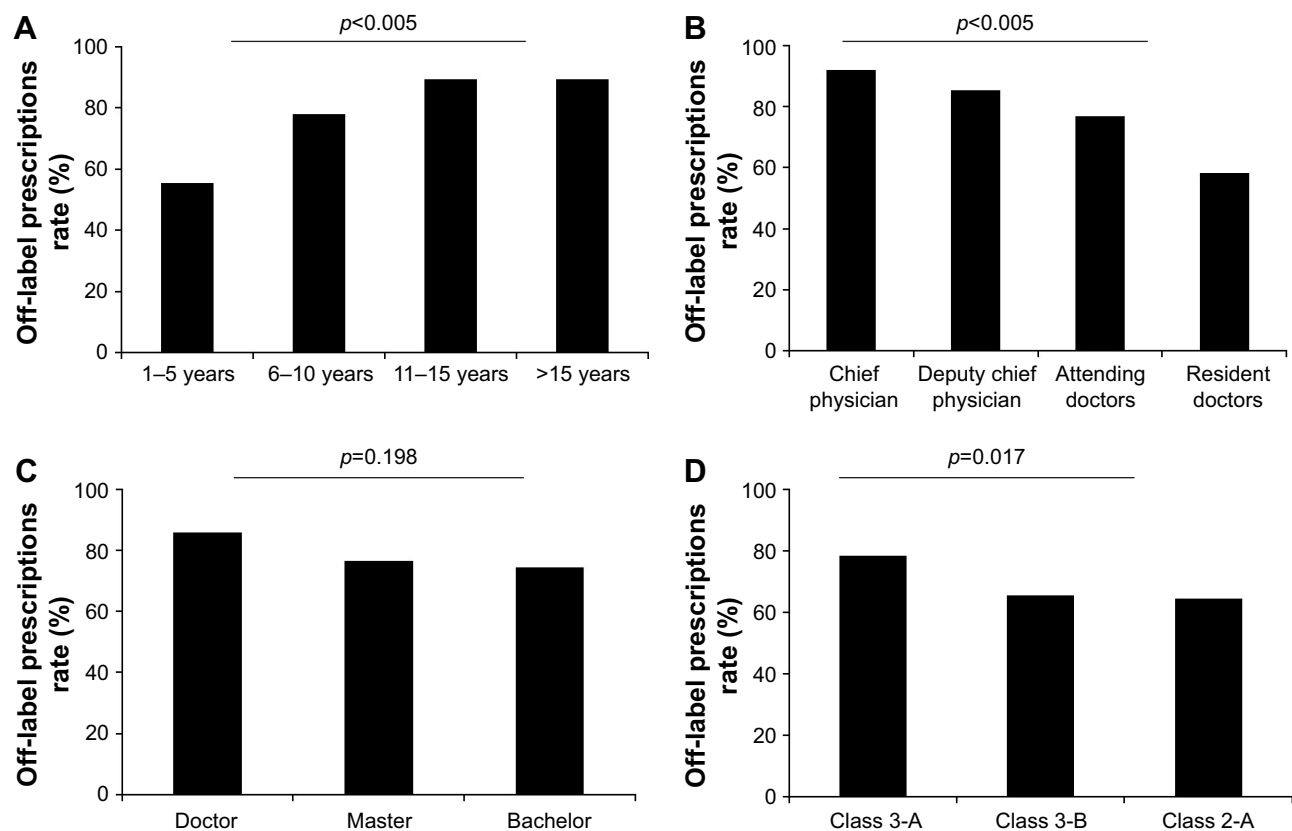 A
p<0.005
Off-label prescriptions
rate (%)
100
80
60
40
20
0
1–5 years
6–10 years
11–15 years
>15 years
B
p<0.005
Off-label prescriptions
rate (%)
100
80
60
40
20
0
Chief
physician
Deputy chief
physician
Attending
doctors
Resident
doctors
C
p=0.198
Off-label prescriptions
rate (%)
100
80
60
40
20
0
Doctor
Master
Bachelor
D
p=0.017
Off-label prescriptions
rate (%)
100
80
60
40
20
0
Class 3-A
Class 3-B
Class 2-A